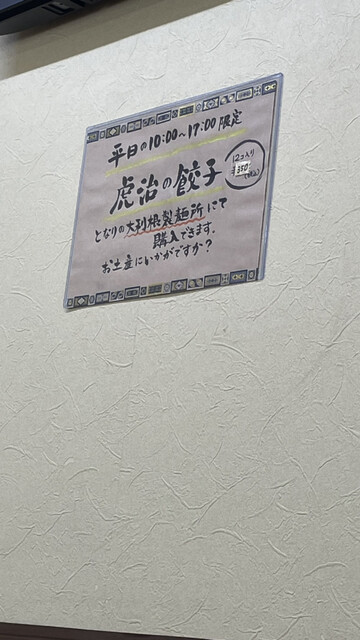 平日の10:00~17:00限定
虎治の餃子
12コ入り
¥350-
(税込)
となりの大利根製麺所にて
購入できます。
お土産にいかがですか?